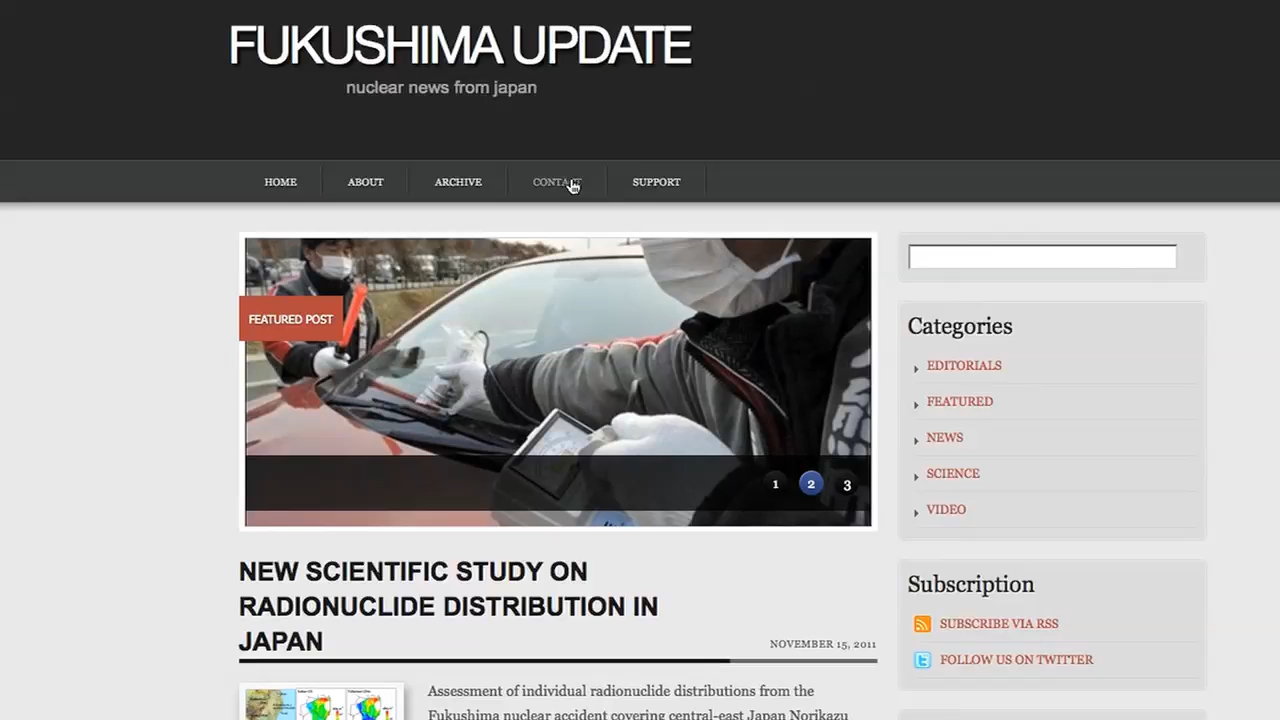 FUKUSHIMA UPDATE
nuclear news from japan
HOME
ABOUT
ARCHIVE
CONTACT
SUPPORT
FEATURED POST
1
2
3
Categories
EDITORIALS
FEATURED
NEWS
SCIENCE
VIDEO
Subscription
SUBSCRIBE VIA RSS
FOLLOW US ON TWITTER
NEW SCIENTIFIC STUDY ON
RADIONUCLIDE DISTRIBUTION IN
JAPAN
NOVEMBER 15, 2011
Assessment of individual radionuclide distributions from the
Fukushima nuclear accident covering central-east Japan Norikazu